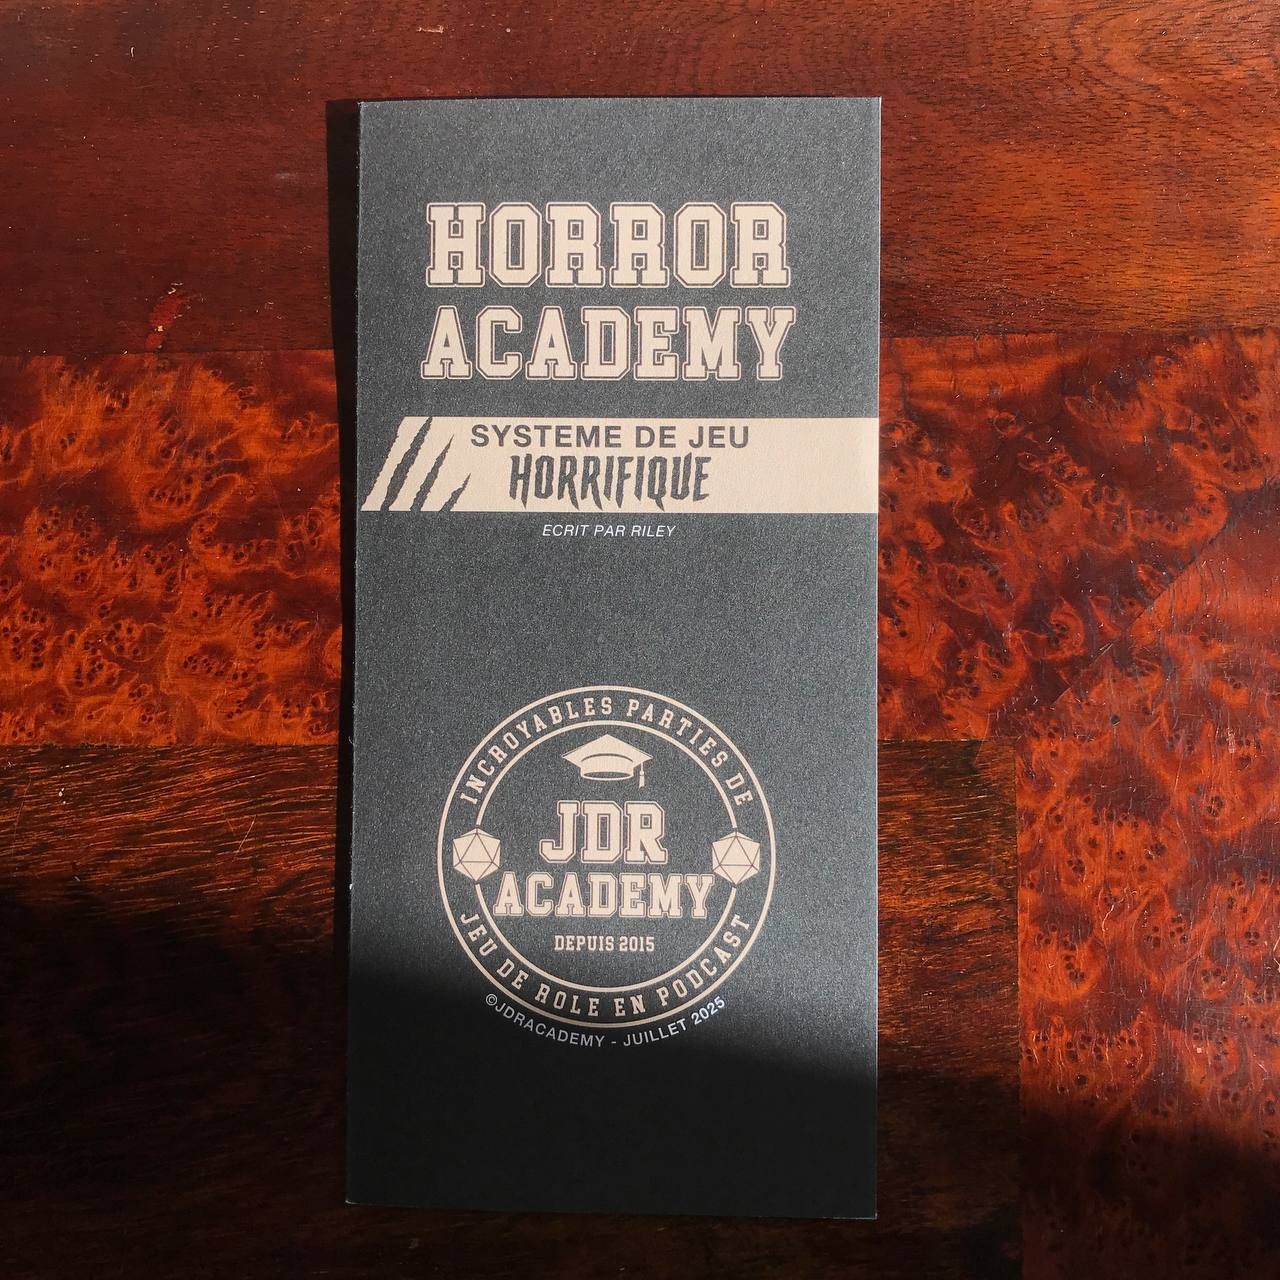 HORROR
ACADEMY
SYSTEME DE JEU
HORRIFIQUE
ECRIT PAR RILEY
INCROYABLES PARTIES DE
JDR
ACADEMY
DEPUIS 2015
JEU DE ROLE EN PODCAST
©JDRACADEMY - JUILLET 2025